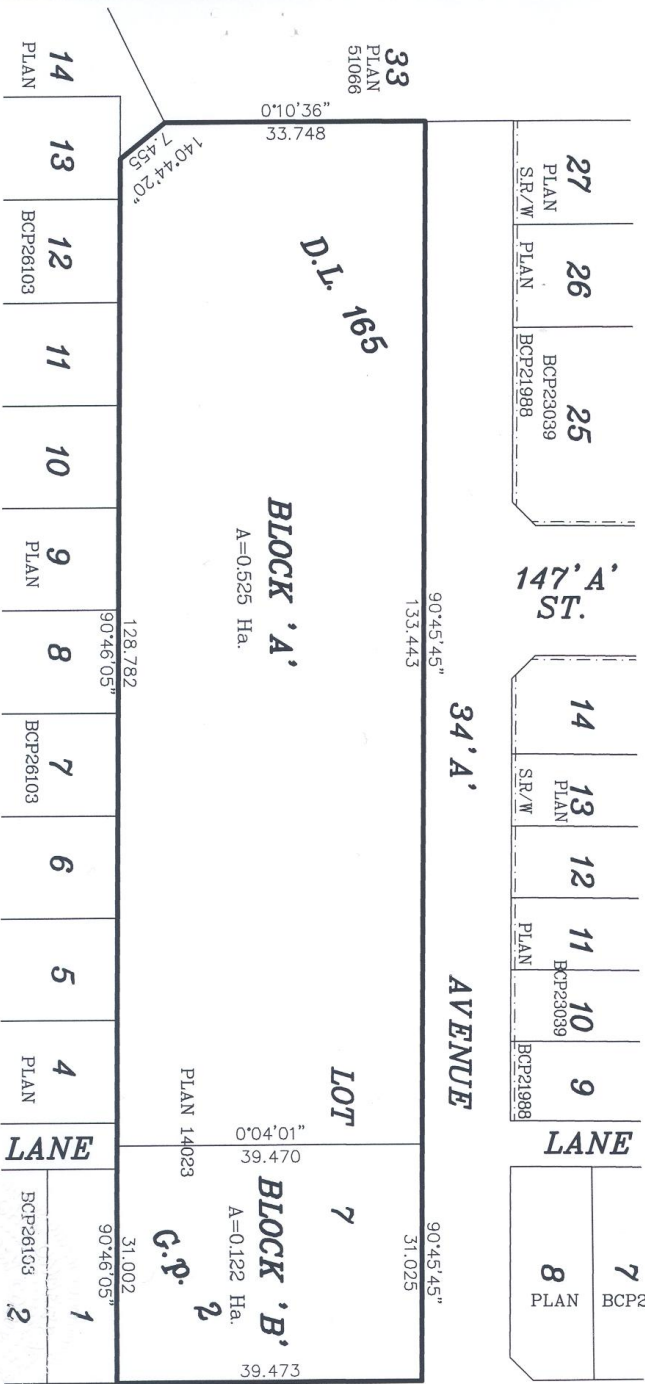 33
PLAN
51066
27
PLAN
S.R/W
26
PLAN
25
BCP23039
BCP21988
147'A'
ST.
14
13
PLAN
S.R/W
12
11
PLAN
10
BCP23039
9
BCP21988
LANE
8
PLAN
7
BCP2
34'A' AVENUE
0°10'36"
33.748
140°44'20"
7.455
D.L. 165
BLOCK 'A'
A=0.525 Ha.
90°45'45"
133.443
128.782
90°46'05"
LOT 7
PLAN 14023
0°04'01"
39.470
BLOCK 'B'
A=0.122 Ha.
G.P. 2
90°45'45"
31.025
31.002
90°46'05"
39.473
14
PLAN
13
12
BCP26103
11
10
9
PLAN
8
7
BCP26103
6
5
4
PLAN
LANE
1
2
BCP26103